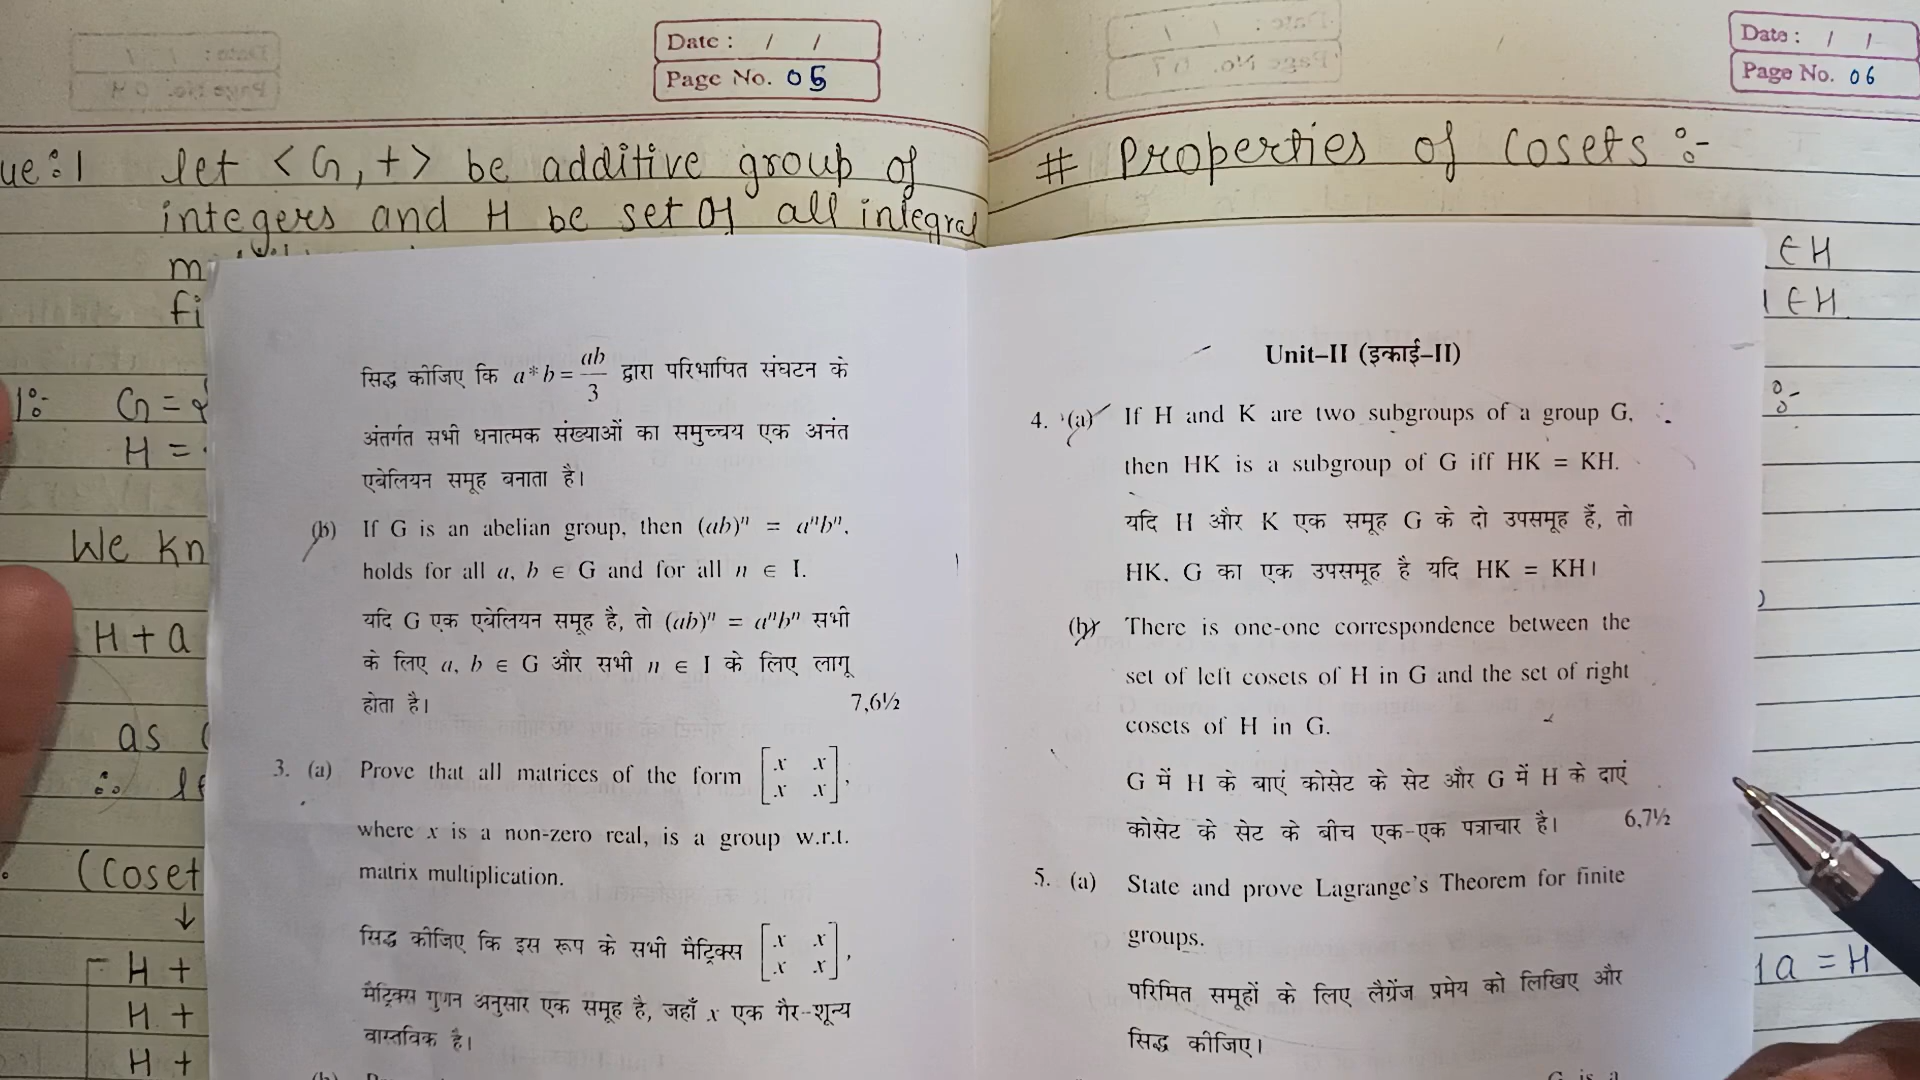 Date : / /
Page No. 05
ue:1 let <G, +> be additive group of
integers and H be set of all integral
m
fi
1:- G = {
H =
We kn
H + a
as
∴ le
(Coset
↓
H +
H +
H +
सिद्ध कीजिए कि a*b = ab/3 द्वारा परिभाषित संघटन के
अंतर्गत सभी धनात्मक संख्याओं का समुच्चय एक अनंत
एबेलियन समूह बनाता है।
(b) If G is an abelian group, then (ab)ⁿ = aⁿbⁿ.
holds for all a, b ∈ G and for all n ∈ I.
यदि G एक एबेलियन समूह है, तो (ab)ⁿ = aⁿbⁿ सभी
के लिए a, b ∈ G और सभी n ∈ I के लिए लागू
होता है। 7,6½
3. (a) Prove that all matrices of the form [x x; x x],
where x is a non-zero real, is a group w.r.t.
matrix multiplication.
सिद्ध कीजिए कि इस रूप के सभी मैट्रिक्स [x x; x x],
मैट्रिक्स गुणन अनुसार एक समूह है, जहाँ x एक गैर-शून्य
वास्तविक है।
Date : / /
Page No. 06
# Properties of Cosets :-
∈ H
∈ H.
:-
1a = H
Unit–II (इकाई–II)
4. (a) If H and K are two subgroups of a group G,
then HK is a subgroup of G iff HK = KH.
यदि H और K एक समूह G के दो उपसमूह हैं, तो
HK, G का एक उपसमूह है यदि HK = KH।
(b) There is one-one correspondence between the
set of left cosets of H in G and the set of right
cosets of H in G.
G में H के बाएं कोसेट के सेट और G में H के दाएं
कोसेट के सेट के बीच एक-एक पत्राचार है। 6,7½
5. (a) State and prove Lagrange's Theorem for finite
groups.
परिमित समूहों के लिए लैग्रेंज प्रमेय को लिखिए और
सिद्ध कीजिए।
G is a